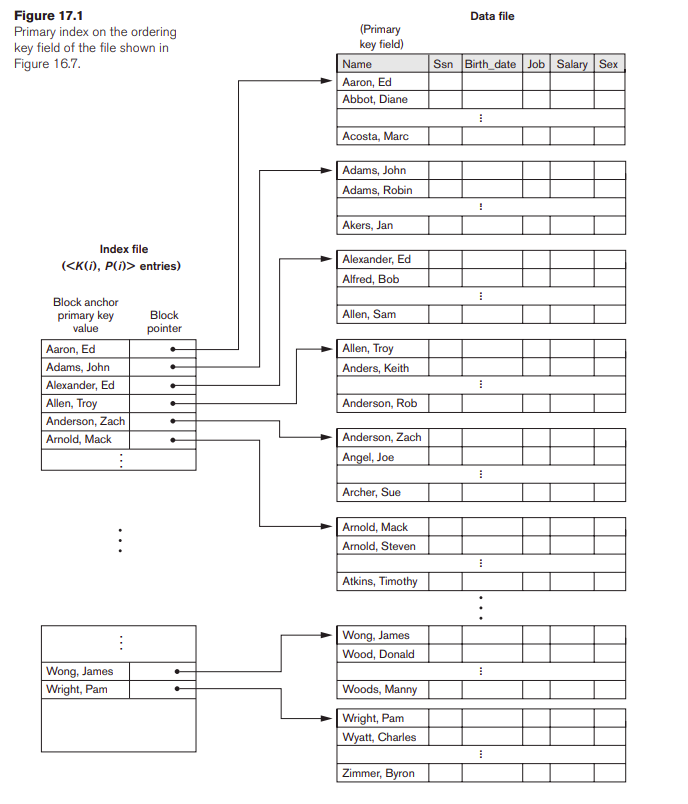 Figure 17.1
Primary index on the ordering
key field of the file shown in
Figure 16.7.
Data file
(Primary
key field)
Name Ssn Birth_date Job Salary Sex
Aaron, Ed
Abbot, Diane
⋮
Acosta, Marc
Adams, John
Adams, Robin
⋮
Akers, Jan
Alexander, Ed
Alfred, Bob
⋮
Allen, Sam
Allen, Troy
Anders, Keith
⋮
Anderson, Rob
Anderson, Zach
Angel, Joe
⋮
Archer, Sue
Arnold, Mack
Arnold, Steven
⋮
Atkins, Timothy
⋮
Wong, James
Wood, Donald
⋮
Woods, Manny
Wright, Pam
Wyatt, Charles
⋮
Zimmer, Byron
Index file
(<K(i), P(i)> entries)
Block anchor
primary key
value
Block
pointer
Aaron, Ed
Adams, John
Alexander, Ed
Allen, Troy
Anderson, Zach
Arnold, Mack
⋮
⋮
⋮
Wong, James
Wright, Pam